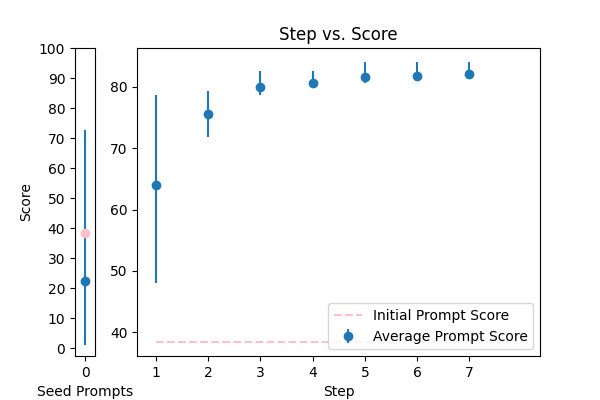 Step vs. Score
Score
100
90
80
70
60
50
40
30
20
10
0
0
Seed Prompts
80
70
60
50
40
1 2 3 4 5 6 7
Step
Initial Prompt Score
Average Prompt Score